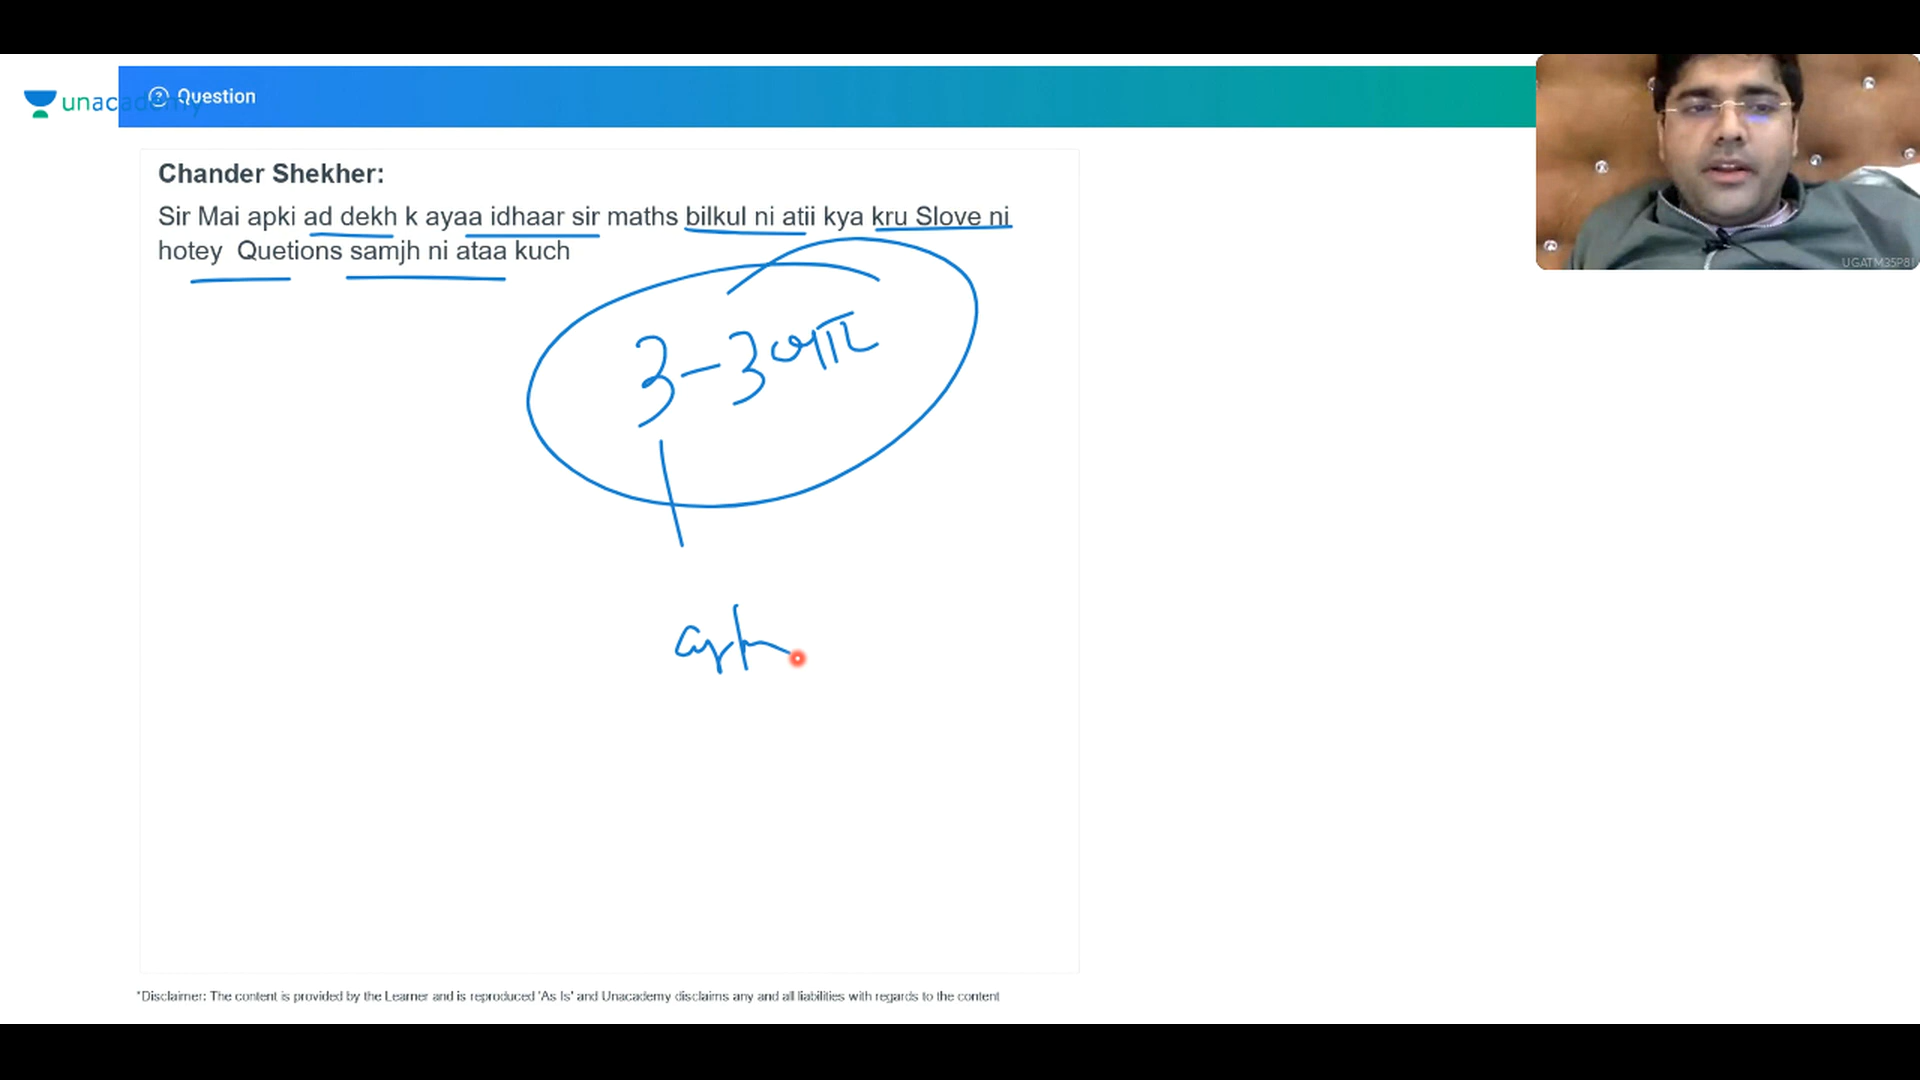 unacademy
Question
Chander Shekher:
Sir Mai apki ad dekh k ayaa idhaar sir maths bilkul ni atii kya kru Slove ni
hotey Quetions samjh ni ataa kuch
3-3
UGATM35P8I
*Disclaimer: The content is provided by the Learner and is reproduced 'As Is' and Unacademy disclaims any and all liabilities with regards to the content